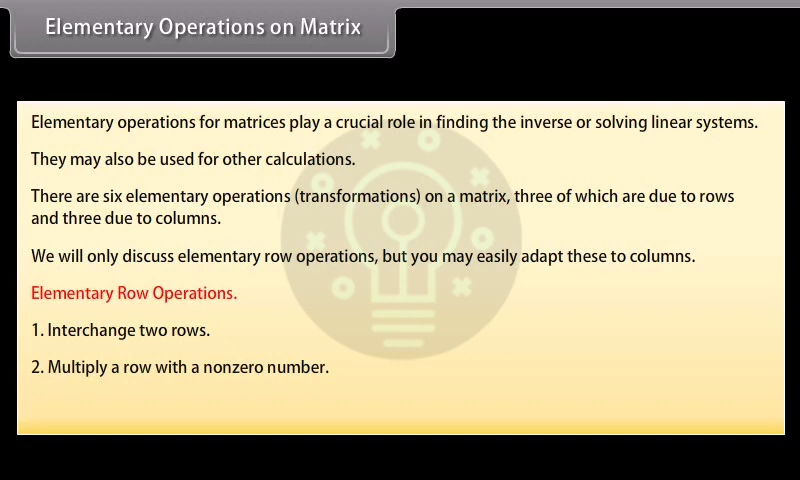 Elementary Operations on Matrix
Elementary operations for matrices play a crucial role in finding the inverse or solving linear systems.
They may also be used for other calculations.
There are six elementary operations (transformations) on a matrix, three of which are due to rows
and three due to columns.
We will only discuss elementary row operations, but you may easily adapt these to columns.
Elementary Row Operations.
1. Interchange two rows.
2. Multiply a row with a nonzero number.